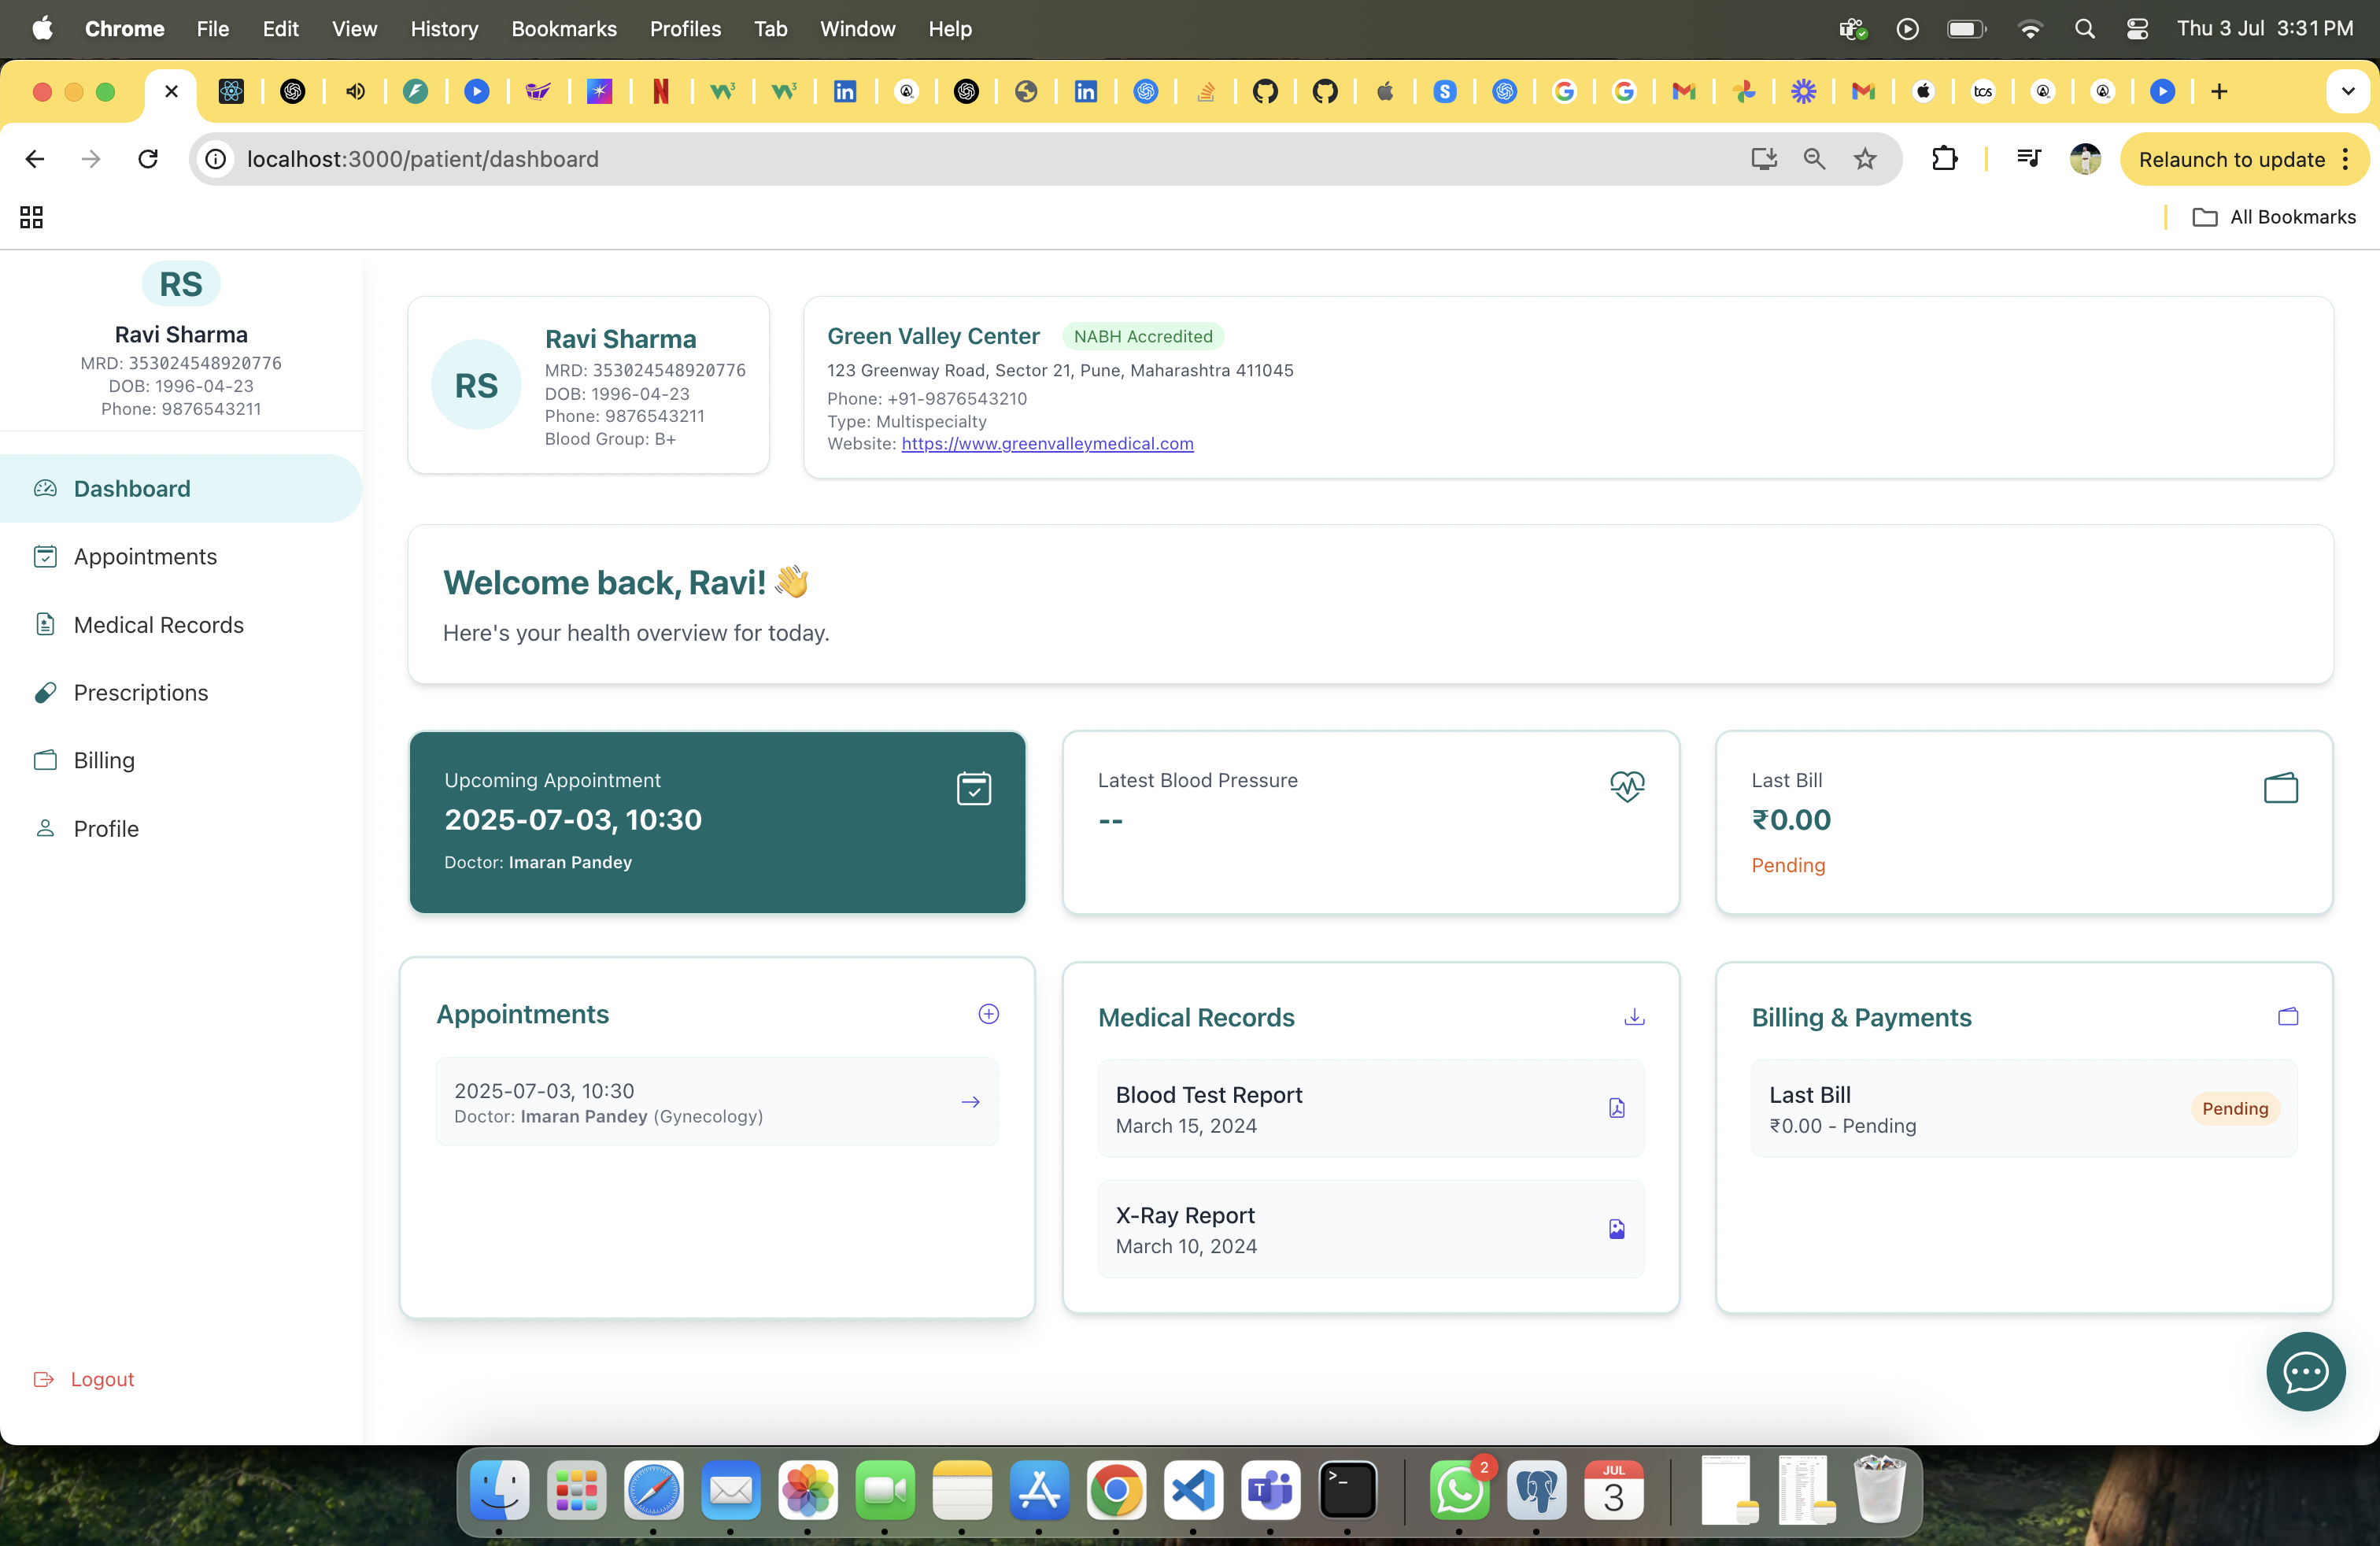 Chrome File Edit View History Bookmarks Profiles Tab Window Help Thu 3 Jul 3:31 PM
localhost:3000/patient/dashboard
Relaunch to update
All Bookmarks
RS
Ravi Sharma
MRD: 353024548920776
DOB: 1996-04-23
Phone: 9876543211
Dashboard
Appointments
Medical Records
Prescriptions
Billing
Profile
Logout
RS
Ravi Sharma
MRD: 353024548920776
DOB: 1996-04-23
Phone: 9876543211
Blood Group: B+
Green Valley Center NABH Accredited
123 Greenway Road, Sector 21, Pune, Maharashtra 411045
Phone: +91-9876543210
Type: Multispecialty
Website: https://www.greenvalleymedical.com
Welcome back, Ravi! 👋
Here's your health overview for today.
Upcoming Appointment
2025-07-03, 10:30
Doctor: Imaran Pandey
Latest Blood Pressure
--
Last Bill
₹0.00
Pending
Appointments
2025-07-03, 10:30
Doctor: Imaran Pandey (Gynecology)
Medical Records
Blood Test Report
March 15, 2024
X-Ray Report
March 10, 2024
Billing & Payments
Last Bill
₹0.00 - Pending
Pending
2
JUL
3